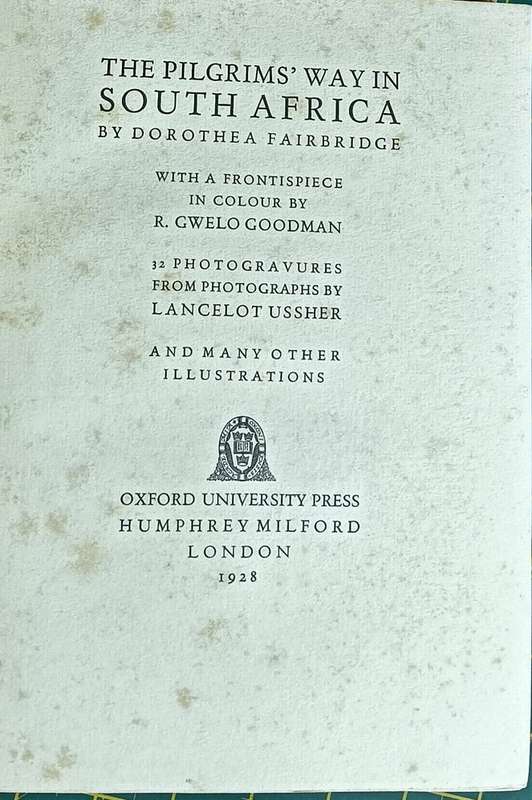 THE PILGRIMS' WAY IN
SOUTH AFRICA
BY DOROTHEA FAIRBRIDGE
WITH A FRONTISPIECE
IN COLOUR BY
R. GWELO GOODMAN
32 PHOTOGRAVURES
FROM PHOTOGRAPHS BY
LANCELOT USSHER
AND MANY OTHER
ILLUSTRATIONS
OXFORD UNIVERSITY PRESS
HUMPHREY MILFORD
LONDON
1928